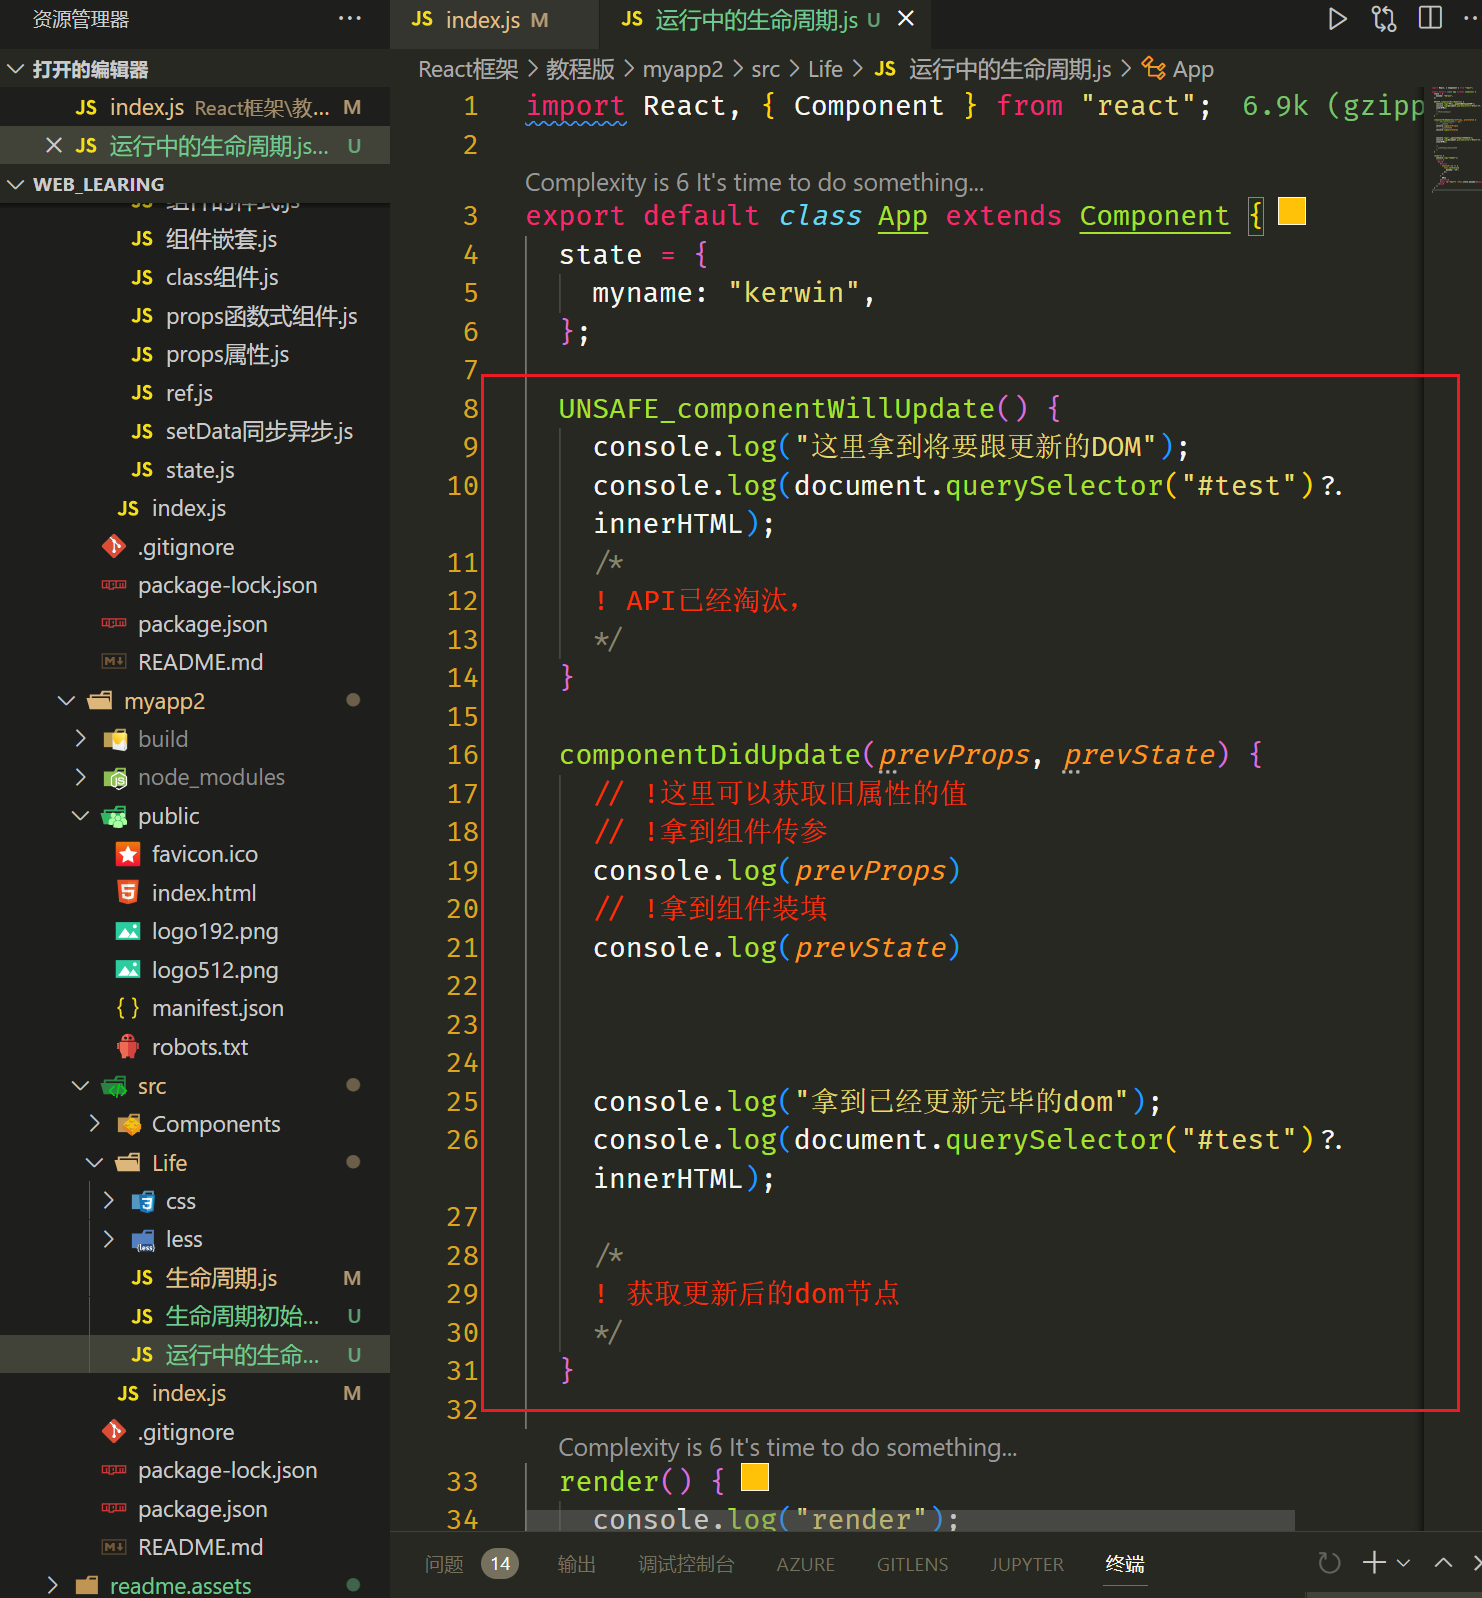 资源管理器
打开的编辑器
JS index.js React框架\教... M
JS 运行中的生命周期.js... U
WEB_LEARING
JS 组件的样式.js
JS 组件嵌套.js
JS class组件.js
JS props函数式组件.js
JS props属性.js
JS ref.js
JS setData同步异步.js
JS state.js
JS index.js
.gitignore
package-lock.json
package.json
README.md
myapp2
build
node_modules
public
favicon.ico
index.html
logo192.png
logo512.png
manifest.json
robots.txt
src
Components
Life
css
less
JS 生命周期.js M
JS 生命周期初始... U
JS 运行中的生命... U
JS index.js M
.gitignore
package-lock.json
package.json
README.md
readme.assets
JS index.js M
JS 运行中的生命周期.js U
React框架 > 教程版 > myapp2 > src > Life > JS 运行中的生命周期.js > App
1 import React, { Component } from "react"; 6.9k (gzipp
2
Complexity is 6 It's time to do something...
3 export default class App extends Component {
4 state = {
5 myname: "kerwin",
6 };
7
8 UNSAFE_componentWillUpdate() {
9 console.log("这里拿到将要跟更新的DOM");
10 console.log(document.querySelector("#test")?.
innerHTML);
11 /*
12 ! API已经淘汰，
13 */
14 }
15
16 componentDidUpdate(prevProps, prevState) {
17 // !这里可以获取旧属性的值
18 // !拿到组件传参
19 console.log(prevProps)
20 // !拿到组件装填
21 console.log(prevState)
22
23
24
25 console.log("拿到已经更新完毕的dom");
26 console.log(document.querySelector("#test")?.
innerHTML);
27
28 /*
29 ! 获取更新后的dom节点
30 */
31 }
32
Complexity is 6 It's time to do something...
33 render() {
34 console.log("render");
问题 14 输出 调试控制台 AZURE GITLENS JUPYTER 终端